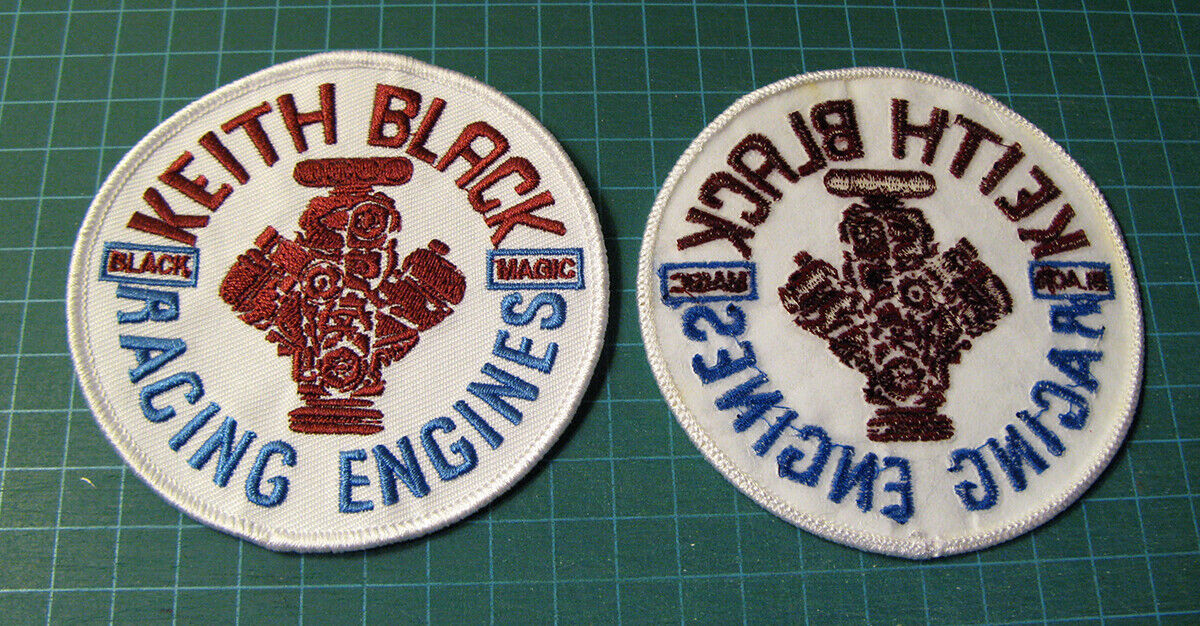 KEITH BLACK
BLACK
MAGIC
RACING ENGINES
KEITH BLACK
BLACK
MAGIC
RACING ENGINES